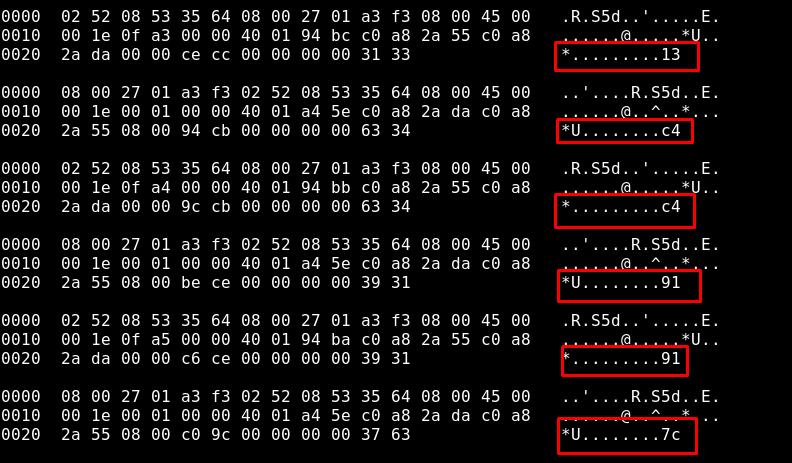 0000 02 52 08 53 35 64 08 00 27 01 a3 f3 08 00 45 00 .R.S5d..'.....E.
0010 00 1e 0f a3 00 00 40 01 94 bc c0 a8 2a 55 c0 a8 ......@.....*U..
0020 2a da 00 00 ce cc 00 00 00 00 31 33 *.........13
0000 08 00 27 01 a3 f3 02 52 08 53 35 64 08 00 45 00 ..'....R.S5d..E.
0010 00 1e 00 01 00 00 40 01 a4 5e c0 a8 2a da c0 a8 ......@..^..*...
0020 2a 55 08 00 94 cb 00 00 00 00 63 34 *U........c4
0000 02 52 08 53 35 64 08 00 27 01 a3 f3 08 00 45 00 .R.S5d..'.....E.
0010 00 1e 0f a4 00 00 40 01 94 bb c0 a8 2a 55 c0 a8 ......@.....*U..
0020 2a da 00 00 9c cb 00 00 00 00 63 34 *.........c4
0000 08 00 27 01 a3 f3 02 52 08 53 35 64 08 00 45 00 ..'....R.S5d..E.
0010 00 1e 00 01 00 00 40 01 a4 5e c0 a8 2a da c0 a8 ......@..^..*...
0020 2a 55 08 00 be ce 00 00 00 00 39 31 *U........91
0000 02 52 08 53 35 64 08 00 27 01 a3 f3 08 00 45 00 .R.S5d..'.....E.
0010 00 1e 0f a5 00 00 40 01 94 ba c0 a8 2a 55 c0 a8 ......@.....*U..
0020 2a da 00 00 c6 ce 00 00 00 00 39 31 *.........91
0000 08 00 27 01 a3 f3 02 52 08 53 35 64 08 00 45 00 ..'....R.S5d..E.
0010 00 1e 00 01 00 00 40 01 a4 5e c0 a8 2a da c0 a8 ......@..^..*...
0020 2a 55 08 00 c0 9c 00 00 00 00 37 63 *U........7c